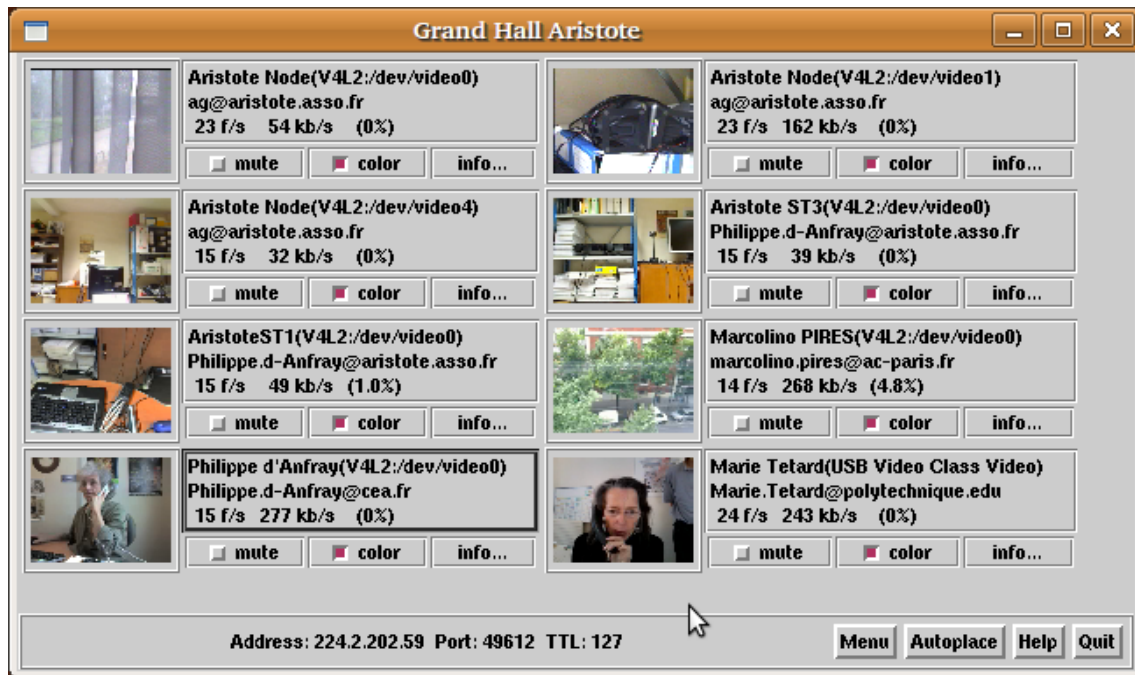 Grand Hall Aristote
Aristote Node(V4L2:/dev/video0)
ag@aristote.asso.fr
23 f/s 54 kb/s (0%)
mute color info...
Aristote Node(V4L2:/dev/video1)
ag@aristote.asso.fr
23 f/s 162 kb/s (0%)
mute color info...
Aristote Node(V4L2:/dev/video4)
ag@aristote.asso.fr
15 f/s 32 kb/s (0%)
mute color info...
Aristote ST3(V4L2:/dev/video0)
Philippe.d-Anfray@aristote.asso.fr
15 f/s 39 kb/s (0%)
mute color info...
AristoteST1(V4L2:/dev/video0)
Philippe.d-Anfray@aristote.asso.fr
15 f/s 49 kb/s (1.0%)
mute color info...
Marcolino PIRES(V4L2:/dev/video0)
marcolino.pires@ac-paris.fr
14 f/s 268 kb/s (4.8%)
mute color info...
Philippe d'Anfray(V4L2:/dev/video0)
Philippe.d-Anfray@cea.fr
15 f/s 277 kb/s (0%)
mute color info...
Marie Tetard(USB Video Class Video)
Marie.Tetard@polytechnique.edu
24 f/s 243 kb/s (0%)
mute color info...
Address: 224.2.202.59 Port: 49612 TTL: 127
Menu Autoplace Help Quit